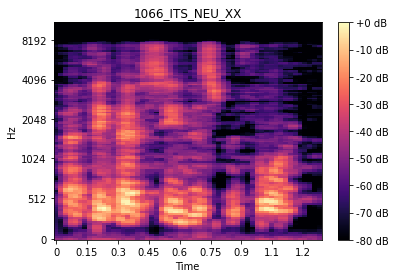 1066_ITS_NEU_XX
Hz
8192
4096
2048
1024
512
0
0 0.15 0.3 0.45 0.6 0.75 0.9 1.1 1.2
Time
+0 dB
-10 dB
-20 dB
-30 dB
-40 dB
-50 dB
-60 dB
-70 dB
-80 dB